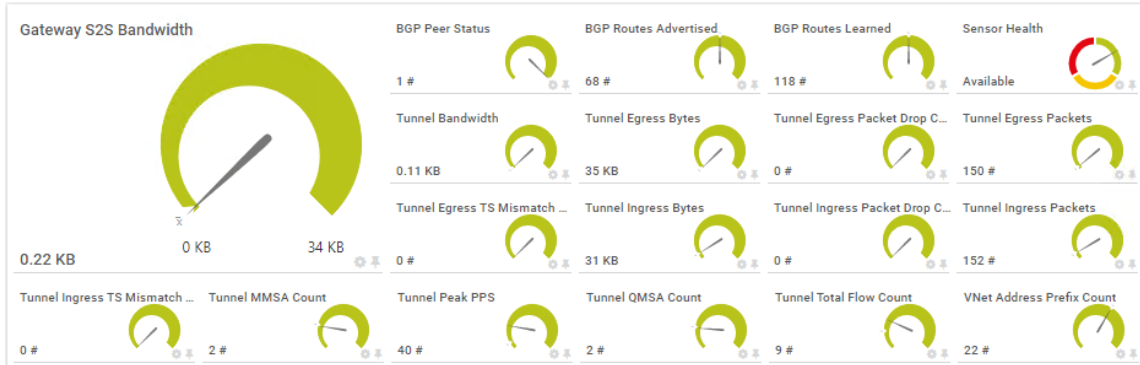 Gateway S2S Bandwidth
x
0 KB
34 KB
0.22 KB
BGP Peer Status
1 #
BGP Routes Advertised
68 #
BGP Routes Learned
118 #
Sensor Health
Available
Tunnel Bandwidth
0.11 KB
Tunnel Egress Bytes
35 KB
Tunnel Egress Packet Drop C...
0 #
Tunnel Egress Packets
150 #
Tunnel Egress TS Mismatch ...
0 #
Tunnel Ingress Bytes
31 KB
Tunnel Ingress Packet Drop C...
0 #
Tunnel Ingress Packets
152 #
Tunnel Ingress TS Mismatch ...
0 #
Tunnel MMSA Count
2 #
Tunnel Peak PPS
40 #
Tunnel QMSA Count
2 #
Tunnel Total Flow Count
9 #
VNet Address Prefix Count
22 #